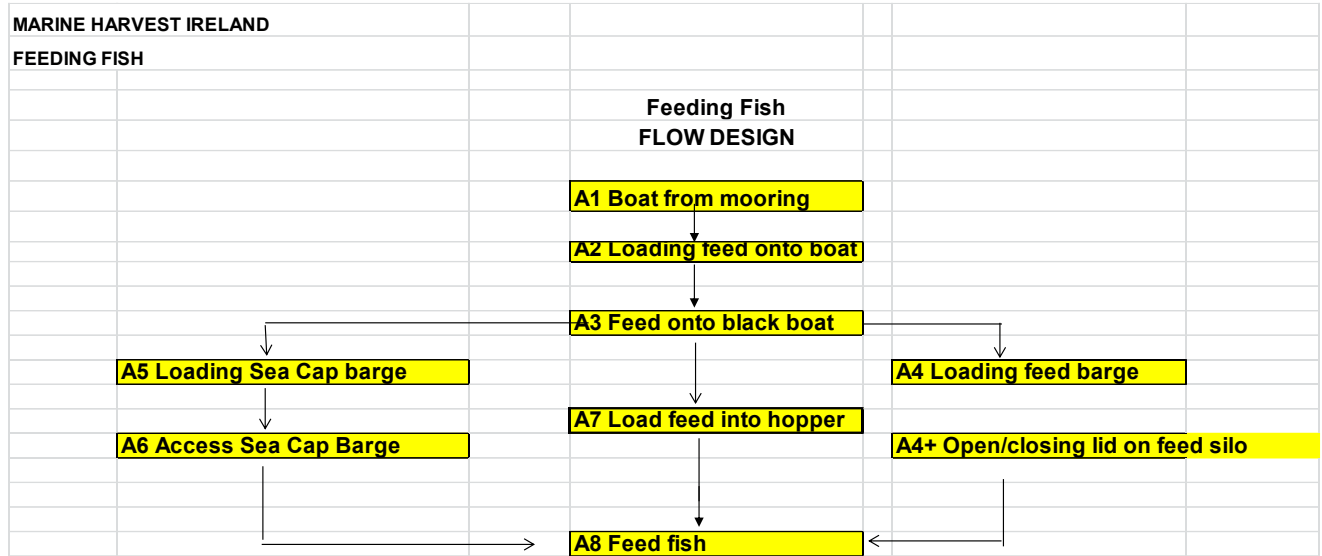 MARINE HARVEST IRELAND
FEEDING FISH
Feeding Fish
FLOW DESIGN
A1 Boat from mooring
A2 Loading feed onto boat
A3 Feed onto black boat
A5 Loading Sea Cap barge
A4 Loading feed barge
A7 Load feed into hopper
A6 Access Sea Cap Barge
A4+ Open/closing lid on feed silo
A8 Feed fish